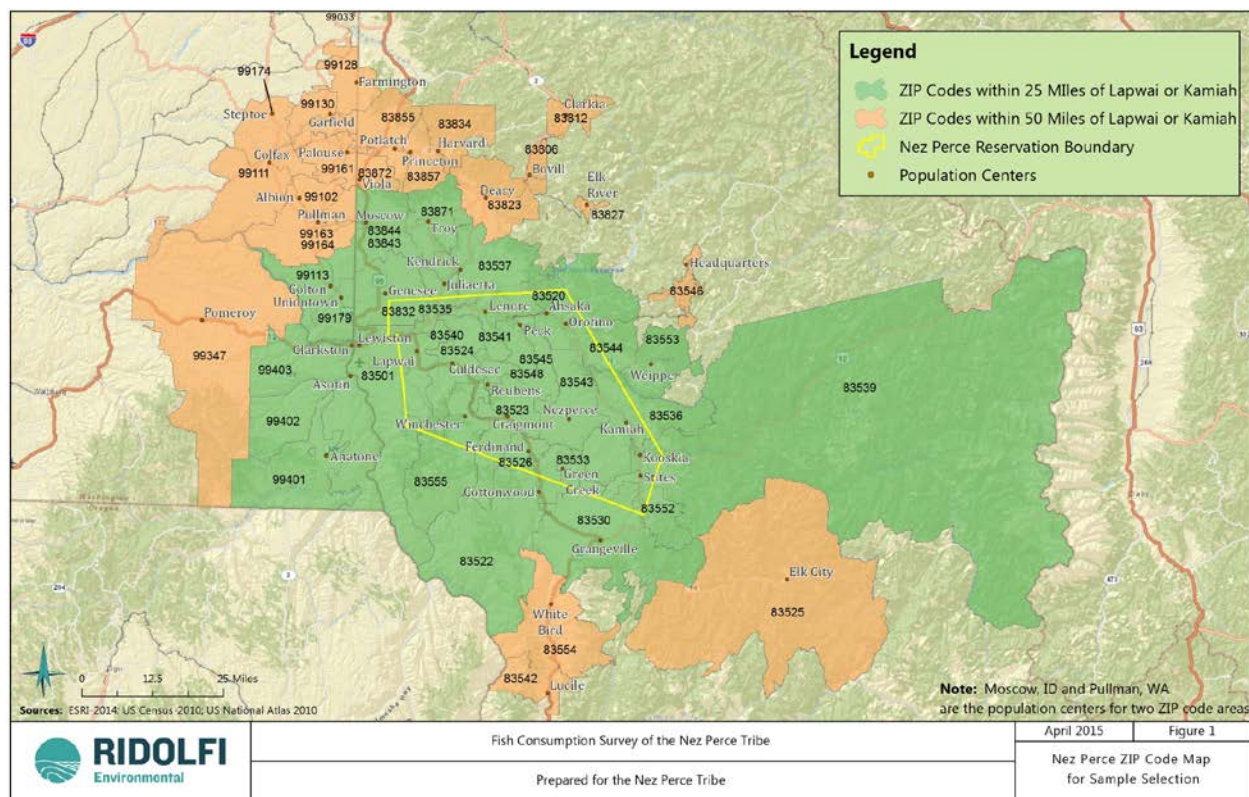 99033
99174
99128
Farmington
Steptoe
99130
Garfield
83855
83834
Clarkia
83812
Potlatch
Harvard
Palouse
Princeton
83806
Colfax
99161
83872
83857
Bovill
99111
Viola
Elk
River
Albion
99102
Deary
83823
83827
Pullman
99163
99164
Moscow
83844
83843
83871
Troy
Kendrick
83537
Headquarters
99113
Colton
Uniontown
Juliaetta
83546
Genesee
99179
83832
83535
Lenore
83520
Ahsaka
Pomeroy
Peck
Orofino
99347
Clarkston
Lewiston
83540
83541
83544
83553
Lapwai
83524
Culdesac
83545
83548
Weippe
99403
Asotin
83501
Reubens
83543
83539
99402
Winchester
83523
Craigmont
Nezperce
Kamiah
83536
Ferdinand
83526
Kooskia
Anatone
83533
Green
Creek
Stites
99401
83555
Cottonwood
83552
83530
Grangeville
83522
Elk City
83525
White
Bird
83554
83542
Lucile
Legend
ZIP Codes within 25 MIles of Lapwai or Kamiah
ZIP Codes within 50 Miles of Lapwai or Kamiah
Nez Perce Reservation Boundary
Population Centers
0 12.5 25 Miles
Sources: ESRI 2014; US Census 2010; US National Atlas 2010
Note: Moscow, ID and Pullman, WA
are the population centers for two ZIP code areas
RIDOLFI
Environmental
Fish Consumption Survey of the Nez Perce Tribe
Prepared for the Nez Perce Tribe
April 2015
Figure 1
Nez Perce ZIP Code Map
for Sample Selection